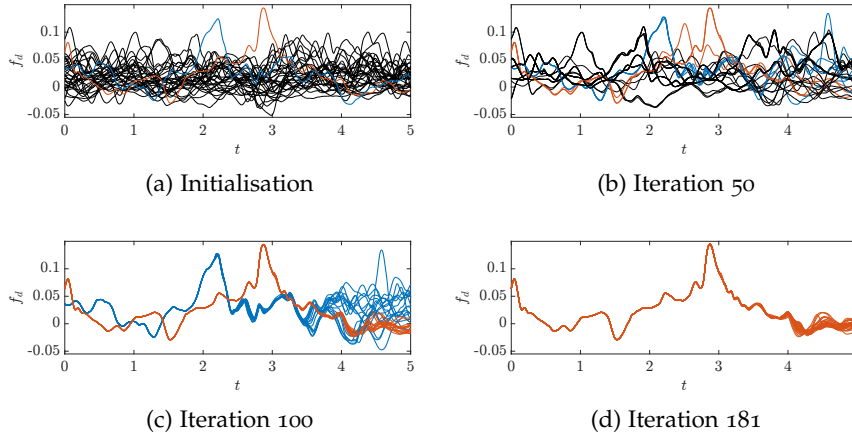 0.1
0.05
0
-0.05
f_d
0 1 2 3 4 5
t
(a) Initialisation
0.1
0.05
0
-0.05
f_d
0 1 2 3 4
t
(b) Iteration 50
0.1
0.05
0
-0.05
f_d
0 1 2 3 4 5
t
(c) Iteration 100
0.1
0.05
0
-0.05
f_d
0 1 2 3 4
t
(d) Iteration 181